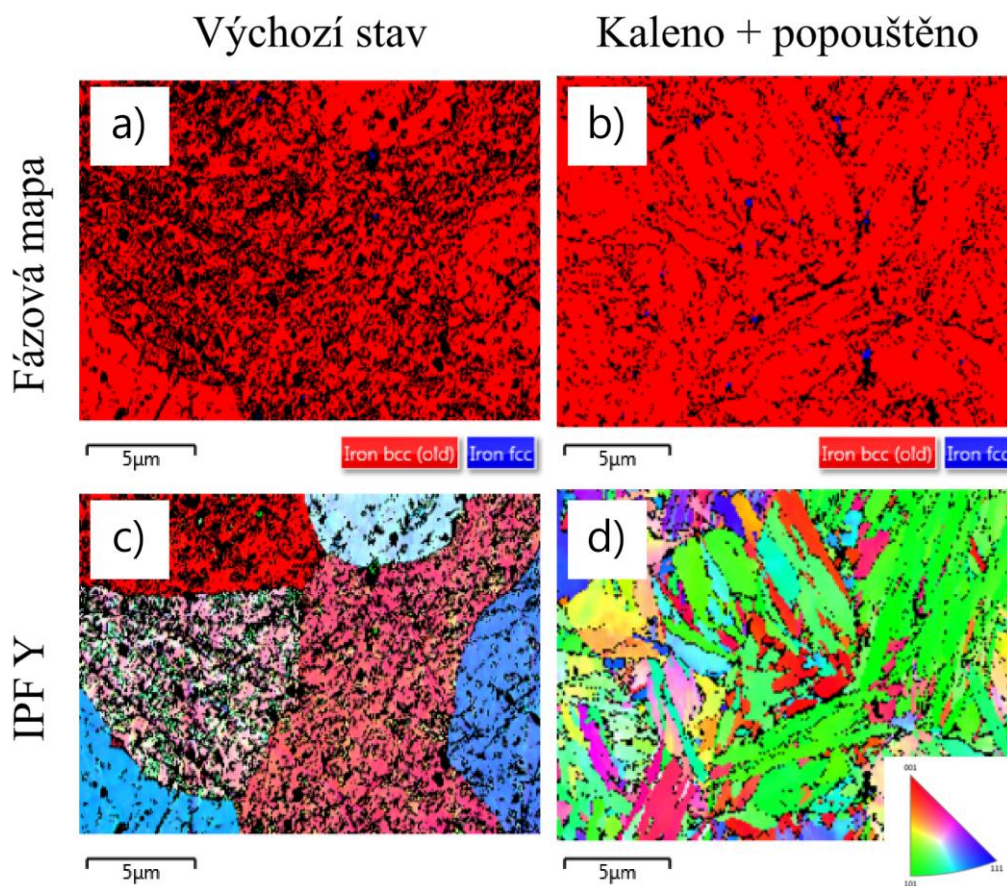 Výchozí stav
Kaleno + popouštěno
Fázová mapa
a)
b)
5µm
Iron bcc (old)
Iron fcc
5µm
Iron bcc (old)
Iron fcc
IPF Y
c)
d)
5µm
5µm
001
101
111